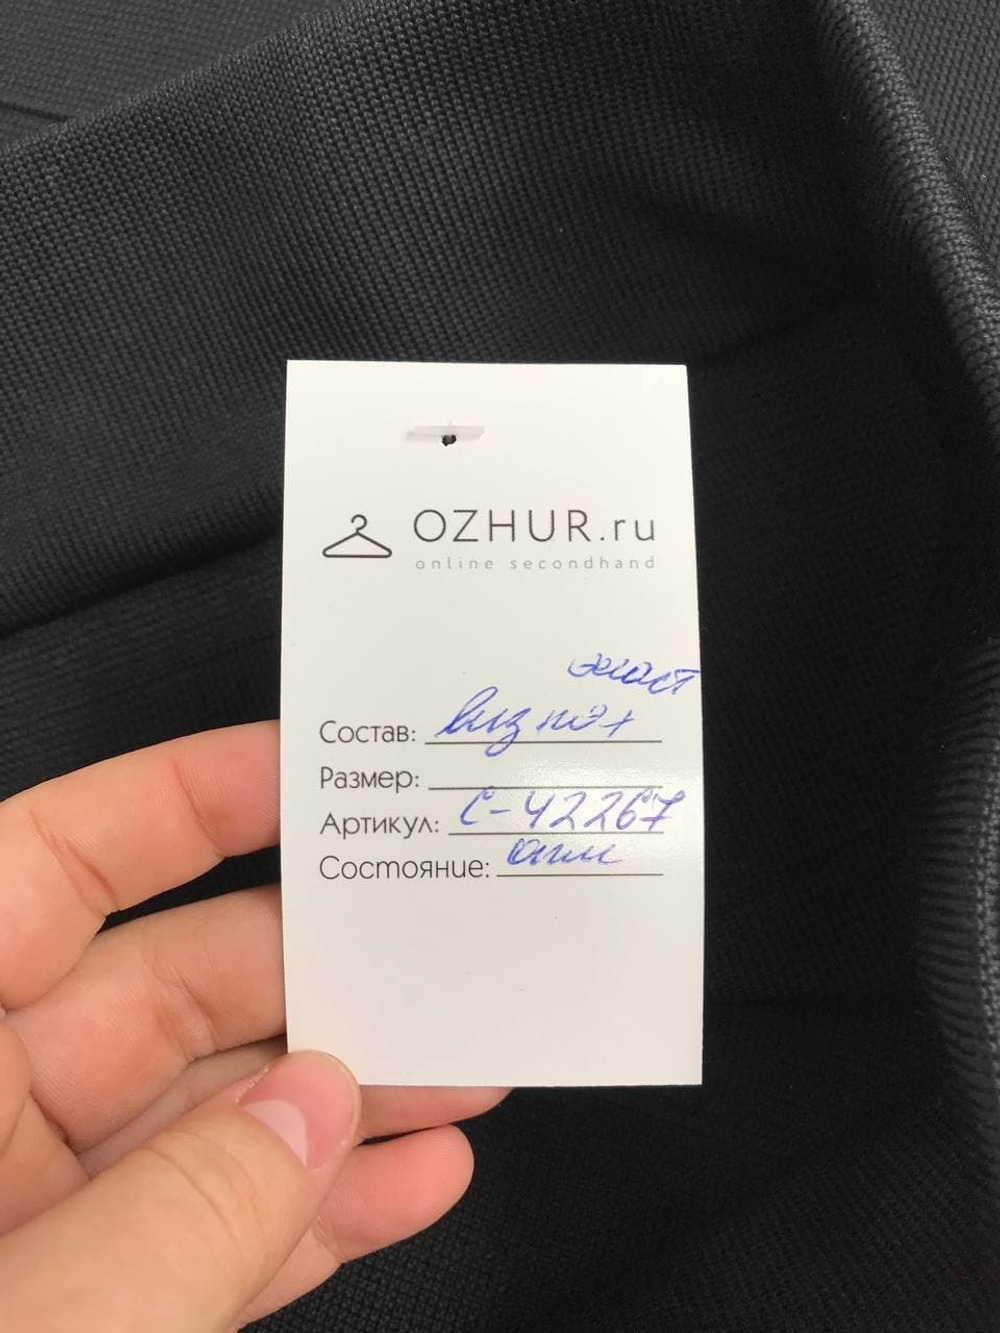 OZHUR.ru
online secondhand
эласт
Состав: виз пэ +
Размер:
Артикул: С-42267
Состояние: отл